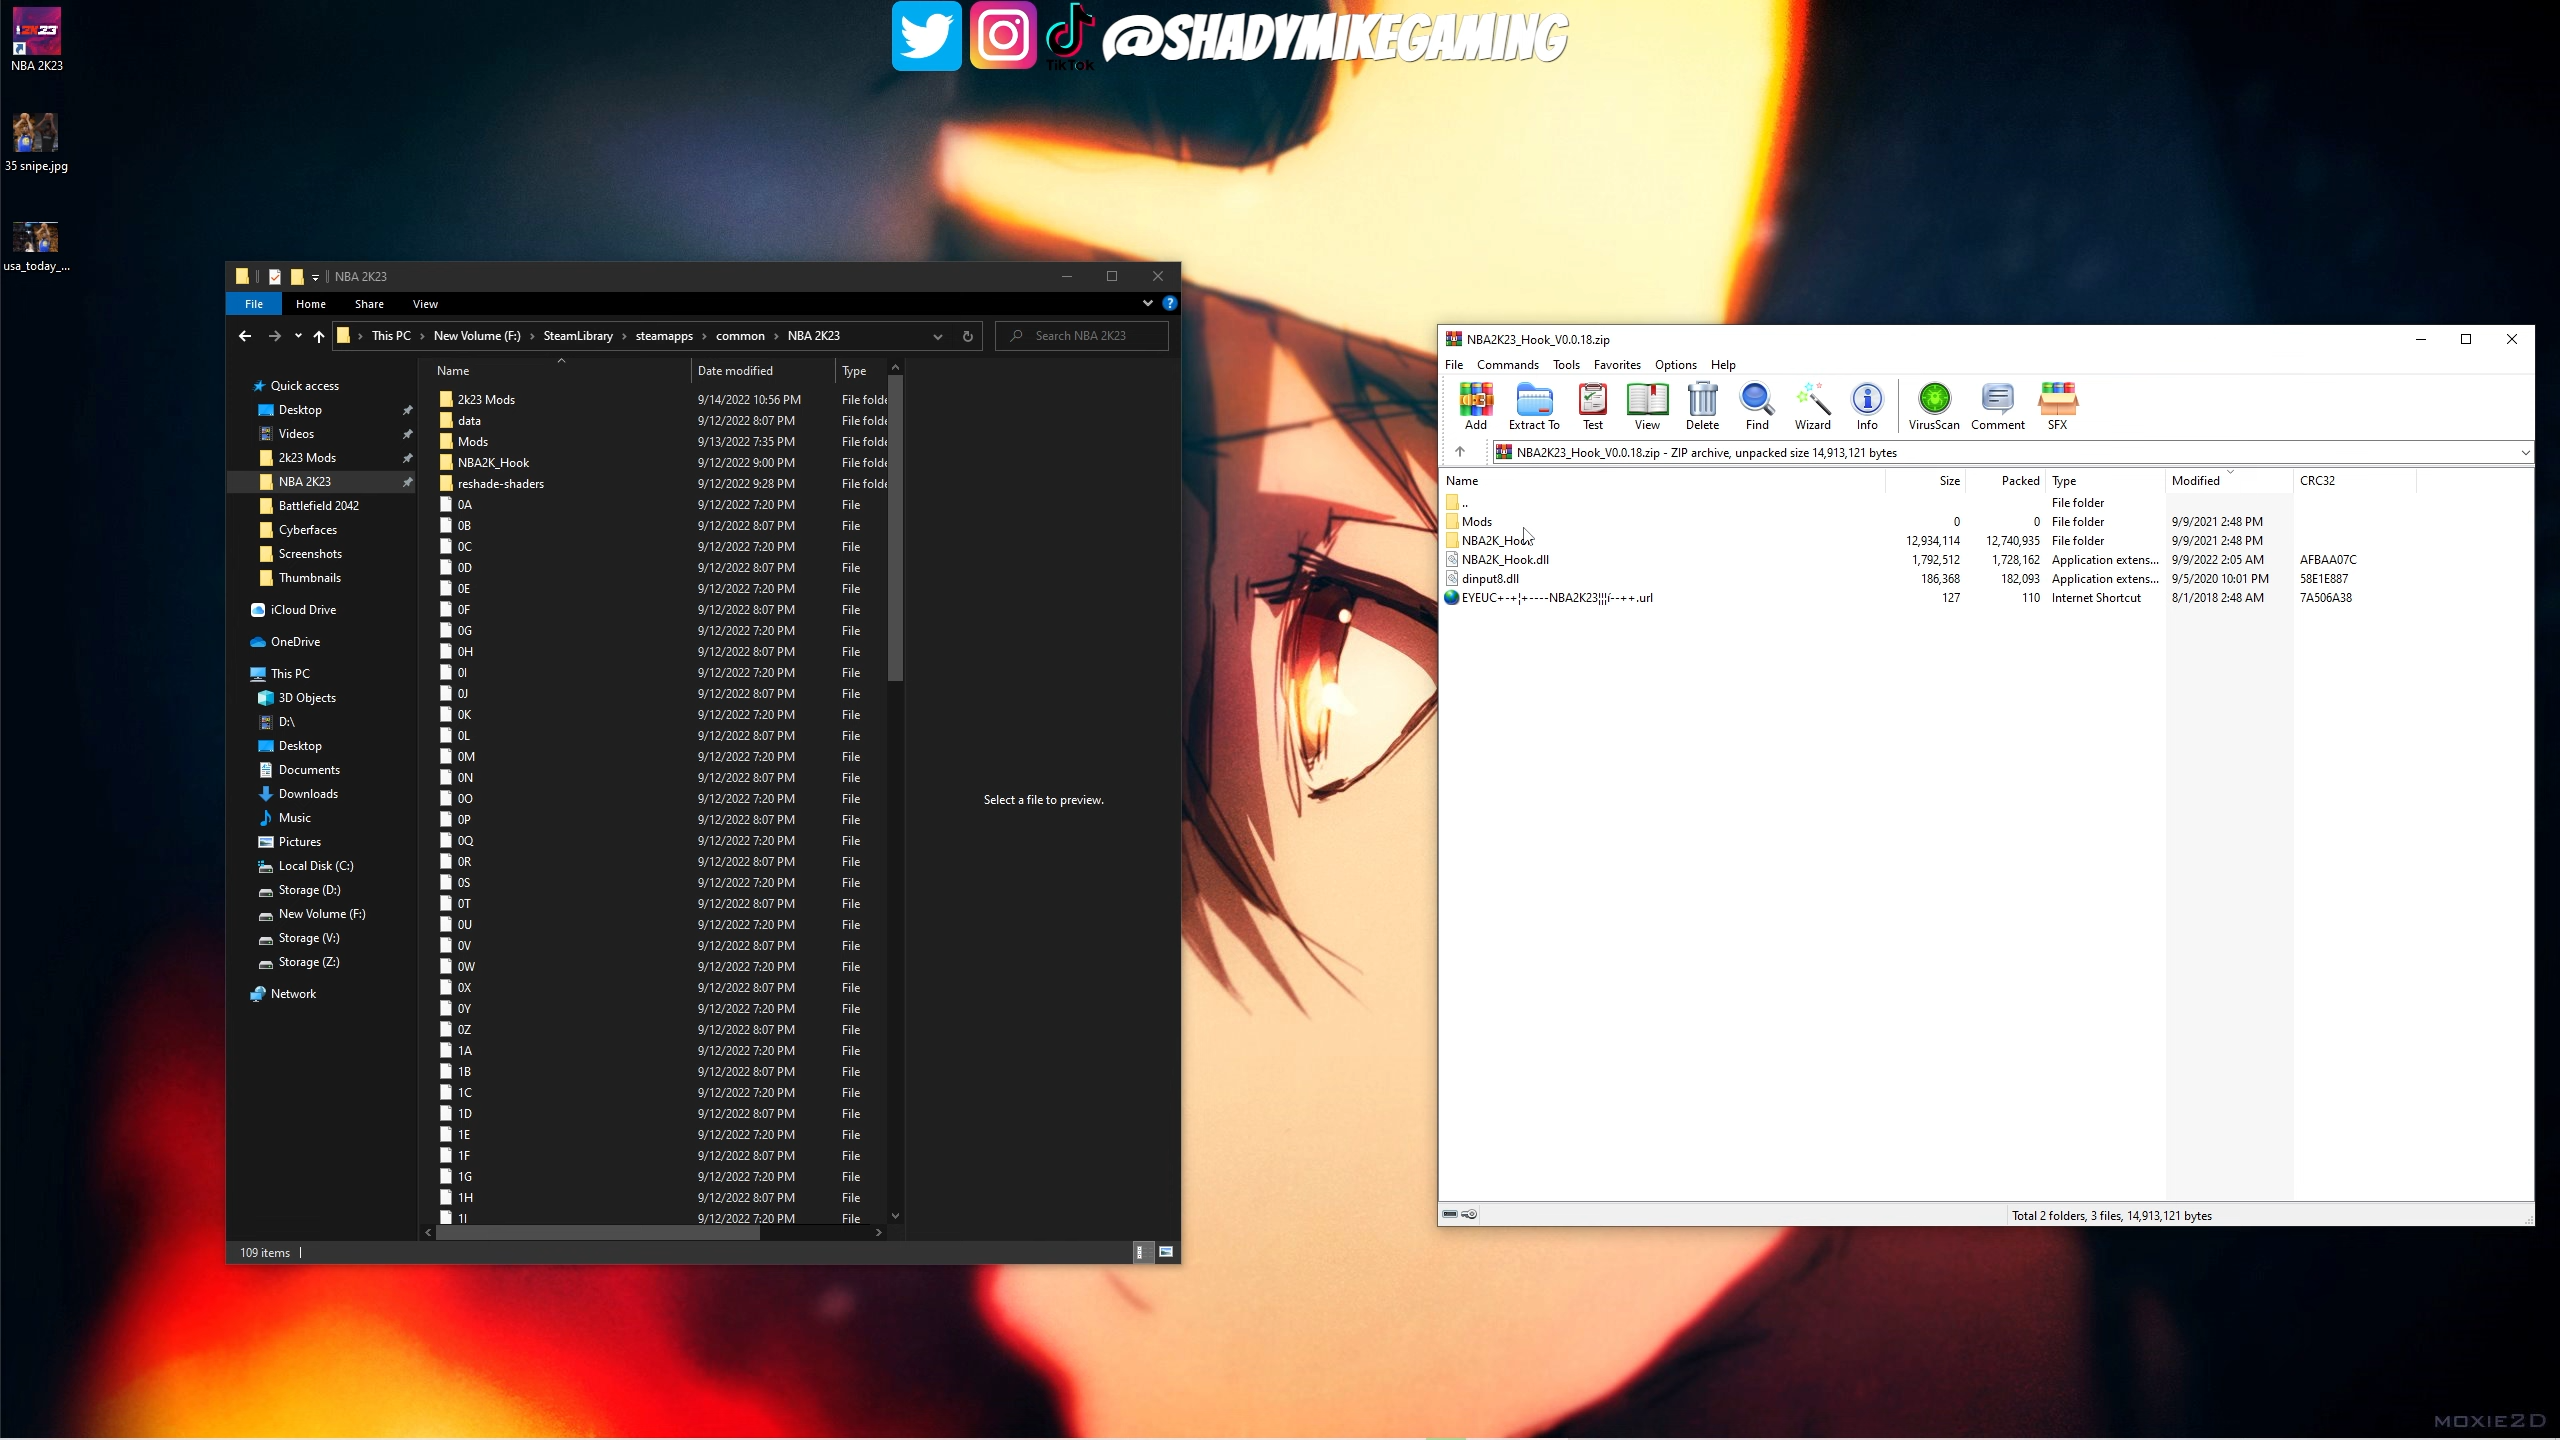 NBA 2K23
35 snipe.jpg
usa_today_...
TikTok
@SHADYMIKEGAMING
NBA 2K23
File Home Share View
This PC New Volume (F:) SteamLibrary steamapps common NBA 2K23
Search NBA 2K23
Quick access
Desktop
Videos
2k23 Mods
NBA 2K23
Battlefield 2042
Cyberfaces
Screenshots
Thumbnails
iCloud Drive
OneDrive
This PC
3D Objects
D:\
Desktop
Documents
Downloads
Music
Pictures
Local Disk (C:)
Storage (D:)
New Volume (F:)
Storage (V:)
Storage (Z:)
Network
Name Date modified Type
2k23 Mods 9/14/2022 10:56 PM File folde
data 9/12/2022 8:07 PM File folde
Mods 9/13/2022 7:35 PM File folde
NBA2K_Hook 9/12/2022 9:00 PM File folde
reshade-shaders 9/12/2022 9:28 PM File folde
0A 9/12/2022 7:20 PM File
0B 9/12/2022 8:07 PM File
0C 9/12/2022 7:20 PM File
0D 9/12/2022 8:07 PM File
0E 9/12/2022 7:20 PM File
0F 9/12/2022 8:07 PM File
0G 9/12/2022 7:20 PM File
0H 9/12/2022 8:07 PM File
0I 9/12/2022 7:20 PM File
0J 9/12/2022 8:07 PM File
0K 9/12/2022 7:20 PM File
0L 9/12/2022 8:07 PM File
0M 9/12/2022 7:20 PM File
0N 9/12/2022 8:07 PM File
0O 9/12/2022 7:20 PM File
0P 9/12/2022 8:07 PM File
0Q 9/12/2022 7:20 PM File
0R 9/12/2022 8:07 PM File
0S 9/12/2022 7:20 PM File
0T 9/12/2022 8:07 PM File
0U 9/12/2022 7:20 PM File
0V 9/12/2022 8:07 PM File
0W 9/12/2022 7:20 PM File
0X 9/12/2022 8:07 PM File
0Y 9/12/2022 7:20 PM File
0Z 9/12/2022 8:07 PM File
1A 9/12/2022 7:20 PM File
1B 9/12/2022 8:07 PM File
1C 9/12/2022 7:20 PM File
1D 9/12/2022 8:07 PM File
1E 9/12/2022 7:20 PM File
1F 9/12/2022 8:07 PM File
1G 9/12/2022 7:20 PM File
1H 9/12/2022 8:07 PM File
1I 9/12/2022 7:20 PM File
Select a file to preview.
109 items
NBA2K23_Hook_V0.0.18.zip
File Commands Tools Favorites Options Help
Add Extract To Test View Delete Find Wizard Info VirusScan Comment SFX
NBA2K23_Hook_V0.0.18.zip - ZIP archive, unpacked size 14,913,121 bytes
Name Size Packed Type Modified CRC32
.. File folder
Mods 0 0 File folder 9/9/2021 2:48 PM
NBA2K_Hook 12,934,114 12,740,935 File folder 9/9/2021 2:48 PM
NBA2K_Hook.dll 1,792,512 1,728,162 Application extens... 9/9/2022 2:05 AM AFBAA07C
dinput8.dll 186,368 182,093 Application extens... 9/5/2020 10:01 PM 58E1E887
EYEUC+-+¦+----NBA2K23¦¦¦í--++.url 127 110 Internet Shortcut 8/1/2018 2:48 AM 7A506A38
Total 2 folders, 3 files, 14,913,121 bytes
MOXIE2D